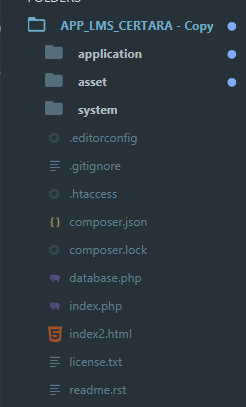 FOLDERS
APP_LMS_CERTARA - Copy
application
asset
system
.editorconfig
.gitignore
.htaccess
composer.json
composer.lock
database.php
index.php
index2.html
license.txt
readme.rst